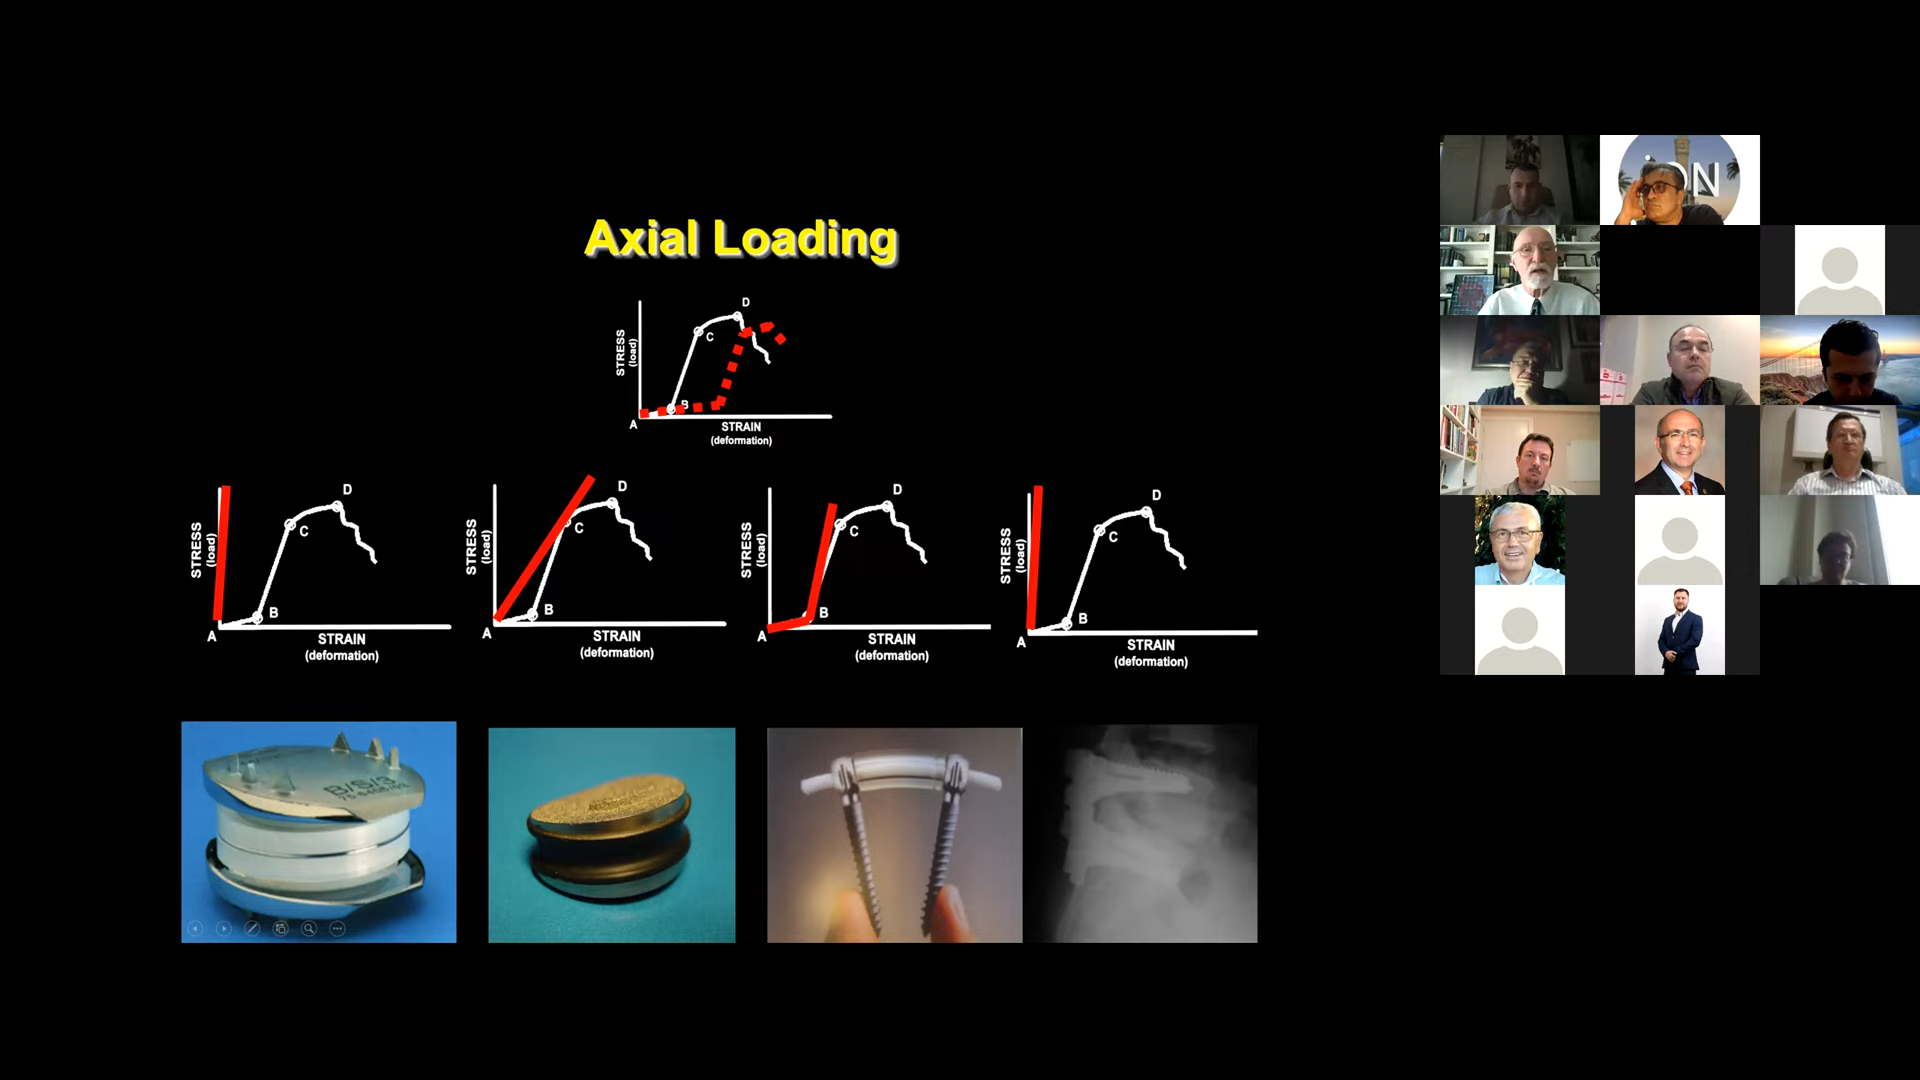 Axial Loading
STRESS
(load)
A
B
C
D
STRAIN
(deformation)
STRESS
(load)
A
B
C
D
STRAIN
(deformation)
STRESS
(load)
A
B
C
D
STRAIN
(deformation)
STRESS
(load)
A
B
C
D
STRAIN
(deformation)
STRESS
(load)
A
B
C
D
STRAIN
(deformation)
B/S/3